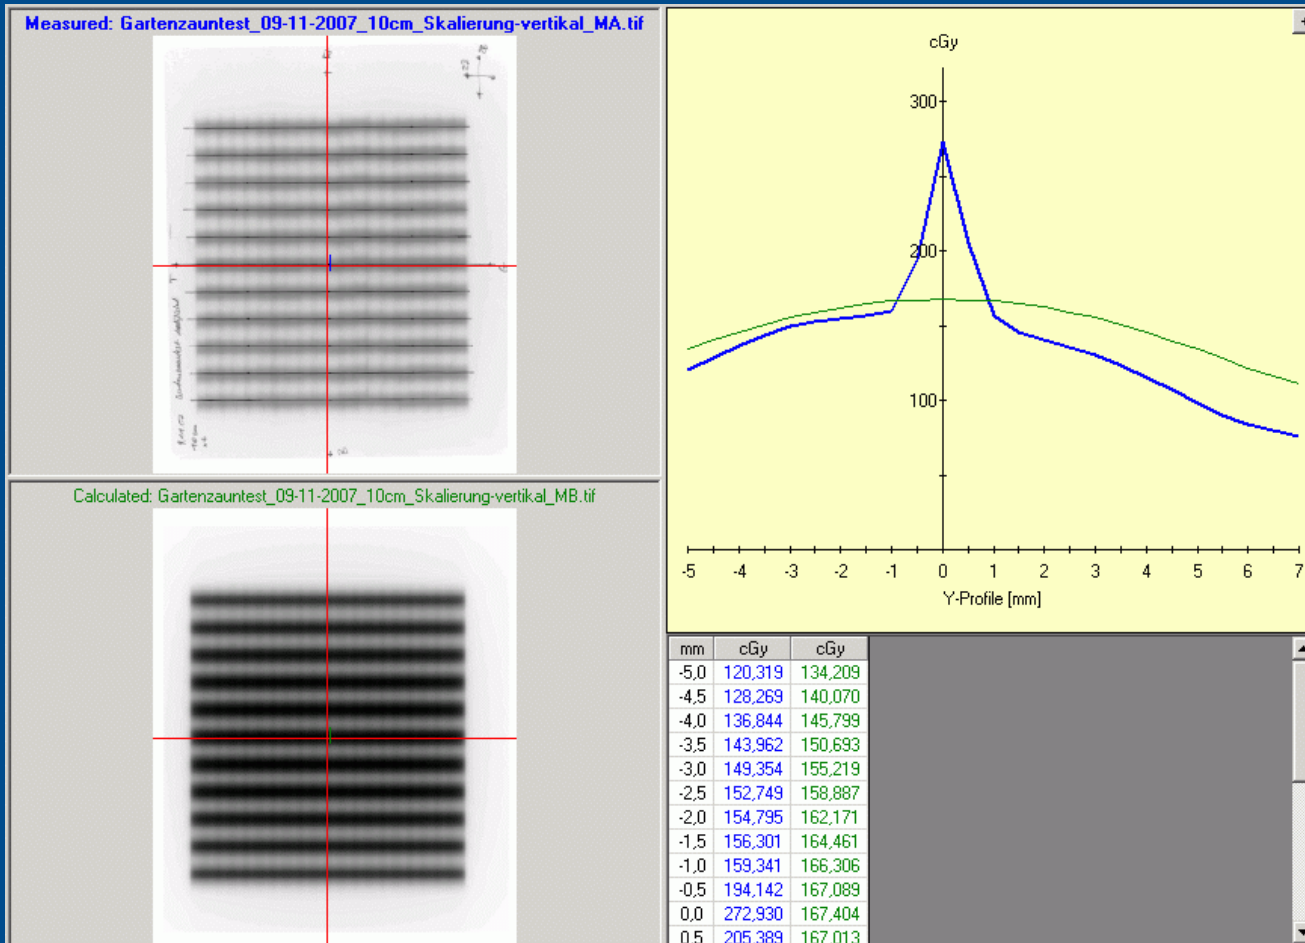 Measured: Gartenzauntest_09-11-2007_10cm_Skalierung-vertikal_MA.tif
Calculated: Gartenzauntest_09-11-2007_10cm_Skalierung-vertikal_MB.tif
cGy
300
200
100
-5 -4 -3 -2 -1 0 1 2 3 4 5 6 7
Y-Profile [mm]
mm cGy cGy
-5,0 120,319 134,209
-4,5 128,269 140,070
-4,0 136,844 145,799
-3,5 143,962 150,693
-3,0 149,354 155,219
-2,5 152,749 158,887
-2,0 154,795 162,171
-1,5 156,301 164,461
-1,0 159,341 166,306
-0,5 194,142 167,089
0,0 272,930 167,404
0,5 205,389 167,013